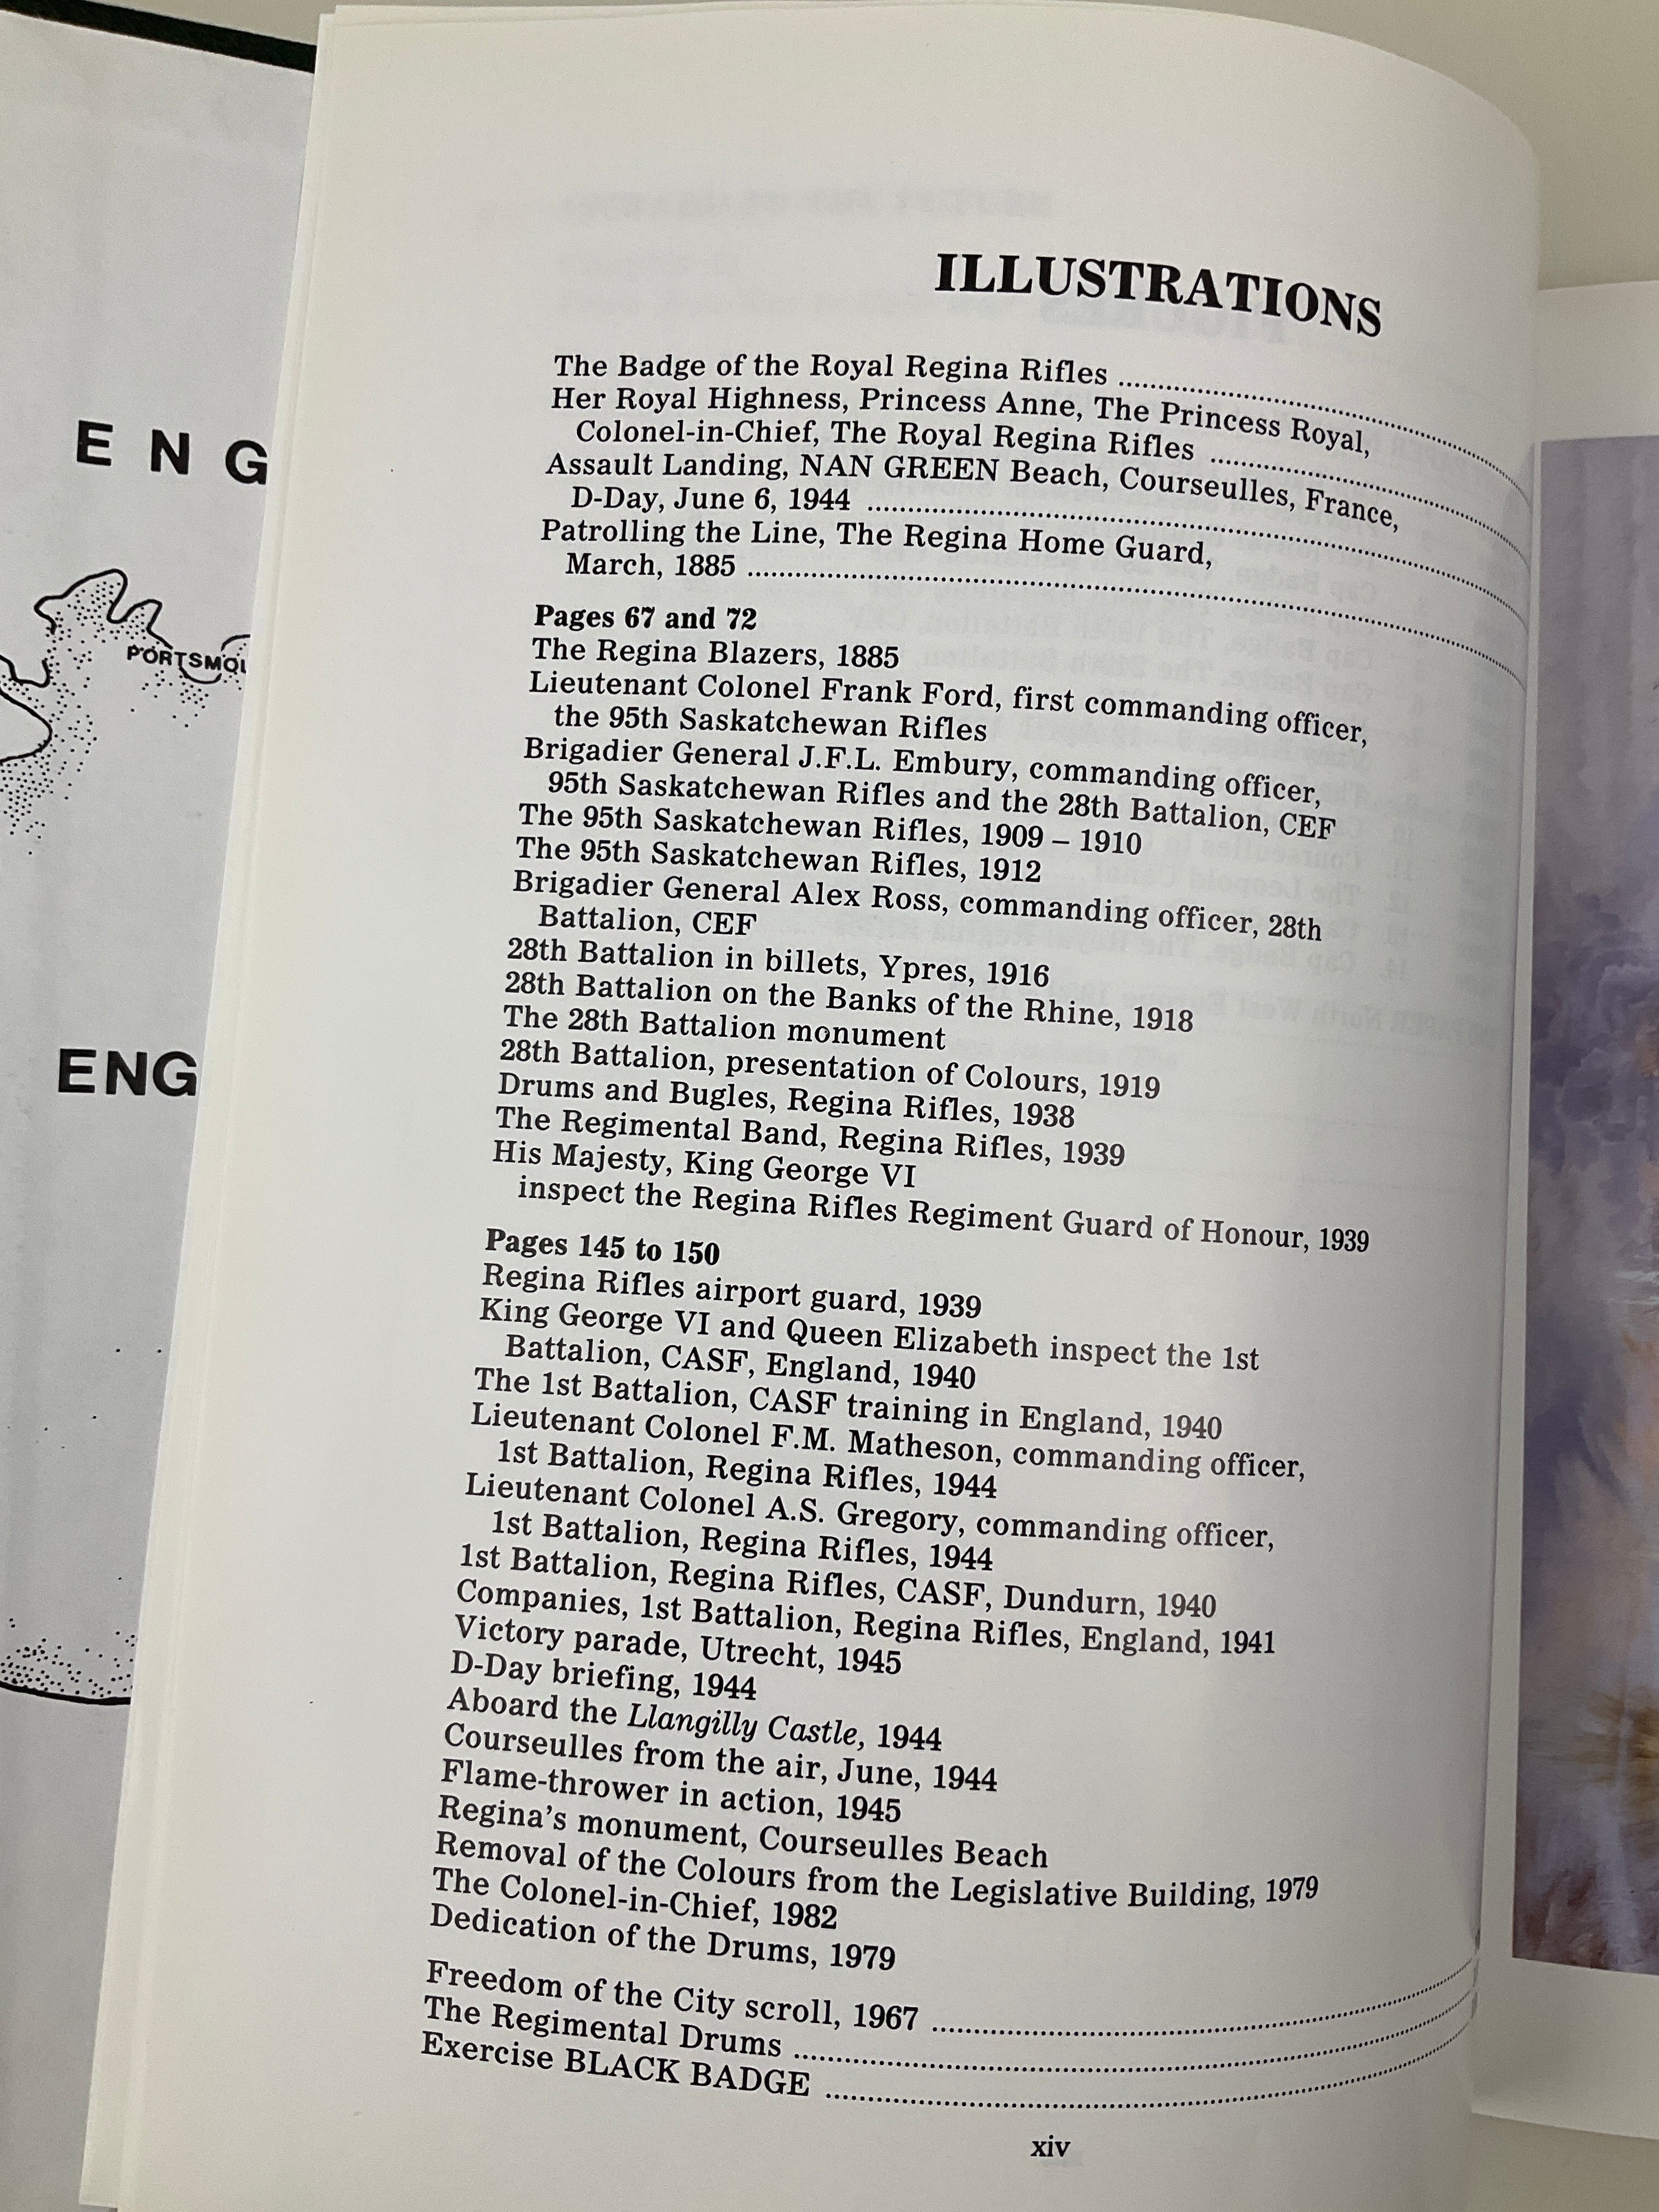 E N G
PORTSMOU
ENG
ILLUSTRATIONS
The Badge of the Royal Regina Rifles
Her Royal Highness, Princess Anne, The Princess Royal,
Colonel-in-Chief, The Royal Regina Rifles
Assault Landing, NAN GREEN Beach, Courseulles, France,
D-Day, June 6, 1944
Patrolling the Line, The Regina Home Guard,
March, 1885
Pages 67 and 72
The Regina Blazers, 1885
Lieutenant Colonel Frank Ford, first commanding officer,
the 95th Saskatchewan Rifles
Brigadier General J.F.L. Embury, commanding officer,
95th Saskatchewan Rifles and the 28th Battalion, CEF
The 95th Saskatchewan Rifles, 1909 – 1910
The 95th Saskatchewan Rifles, 1912
Brigadier General Alex Ross, commanding officer, 28th
Battalion, CEF
28th Battalion in billets, Ypres, 1916
28th Battalion on the Banks of the Rhine, 1918
The 28th Battalion monument
28th Battalion, presentation of Colours, 1919
Drums and Bugles, Regina Rifles, 1938
The Regimental Band, Regina Rifles, 1939
His Majesty, King George VI
inspect the Regina Rifles Regiment Guard of Honour, 1939
Pages 145 to 150
Regina Rifles airport guard, 1939
King George VI and Queen Elizabeth inspect the 1st
Battalion, CASF, England, 1940
The 1st Battalion, CASF training in England, 1940
Lieutenant Colonel F.M. Matheson, commanding officer,
1st Battalion, Regina Rifles, 1944
Lieutenant Colonel A.S. Gregory, commanding officer,
1st Battalion, Regina Rifles, 1944
1st Battalion, Regina Rifles, CASF, Dundurn, 1940
Companies, 1st Battalion, Regina Rifles, England, 1941
Victory parade, Utrecht, 1945
D-Day briefing, 1944
Aboard the Llangilly Castle, 1944
Courseulles from the air, June, 1944
Flame-thrower in action, 1945
Regina's monument, Courseulles Beach
Removal of the Colours from the Legislative Building, 1979
The Colonel-in-Chief, 1982
Dedication of the Drums, 1979
Freedom of the City scroll, 1967
The Regimental Drums
Exercise BLACK BADGE
xiv